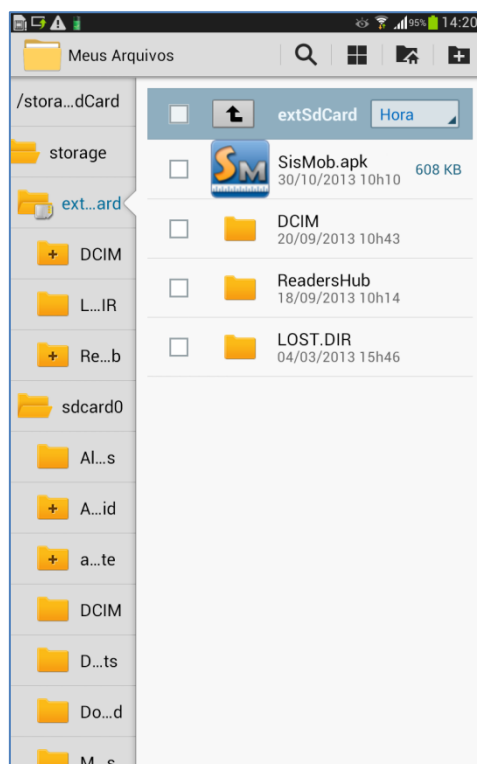 95% 14:20
Meus Arquivos
/stora...dCard
storage
ext...ard
DCIM
L...IR
Re...b
sdcard0
Al...s
A...id
a...te
DCIM
D...ts
Do...d
M...s
extSdCard Hora
SM
SisMob.apk
30/10/2013 10h10 608 KB
DCIM
20/09/2013 10h43
ReadersHub
18/09/2013 10h14
LOST.DIR
04/03/2013 15h46